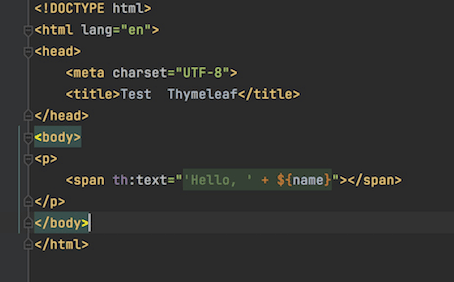 <!DOCTYPE html>
<html lang="en">
<head>
    <meta charset="UTF-8">
    <title>Test  Thymeleaf</title>
</head>
<body>
<p>
    <span th:text="'Hello, ' + ${name}"></span>
</p>
</body>
</html>